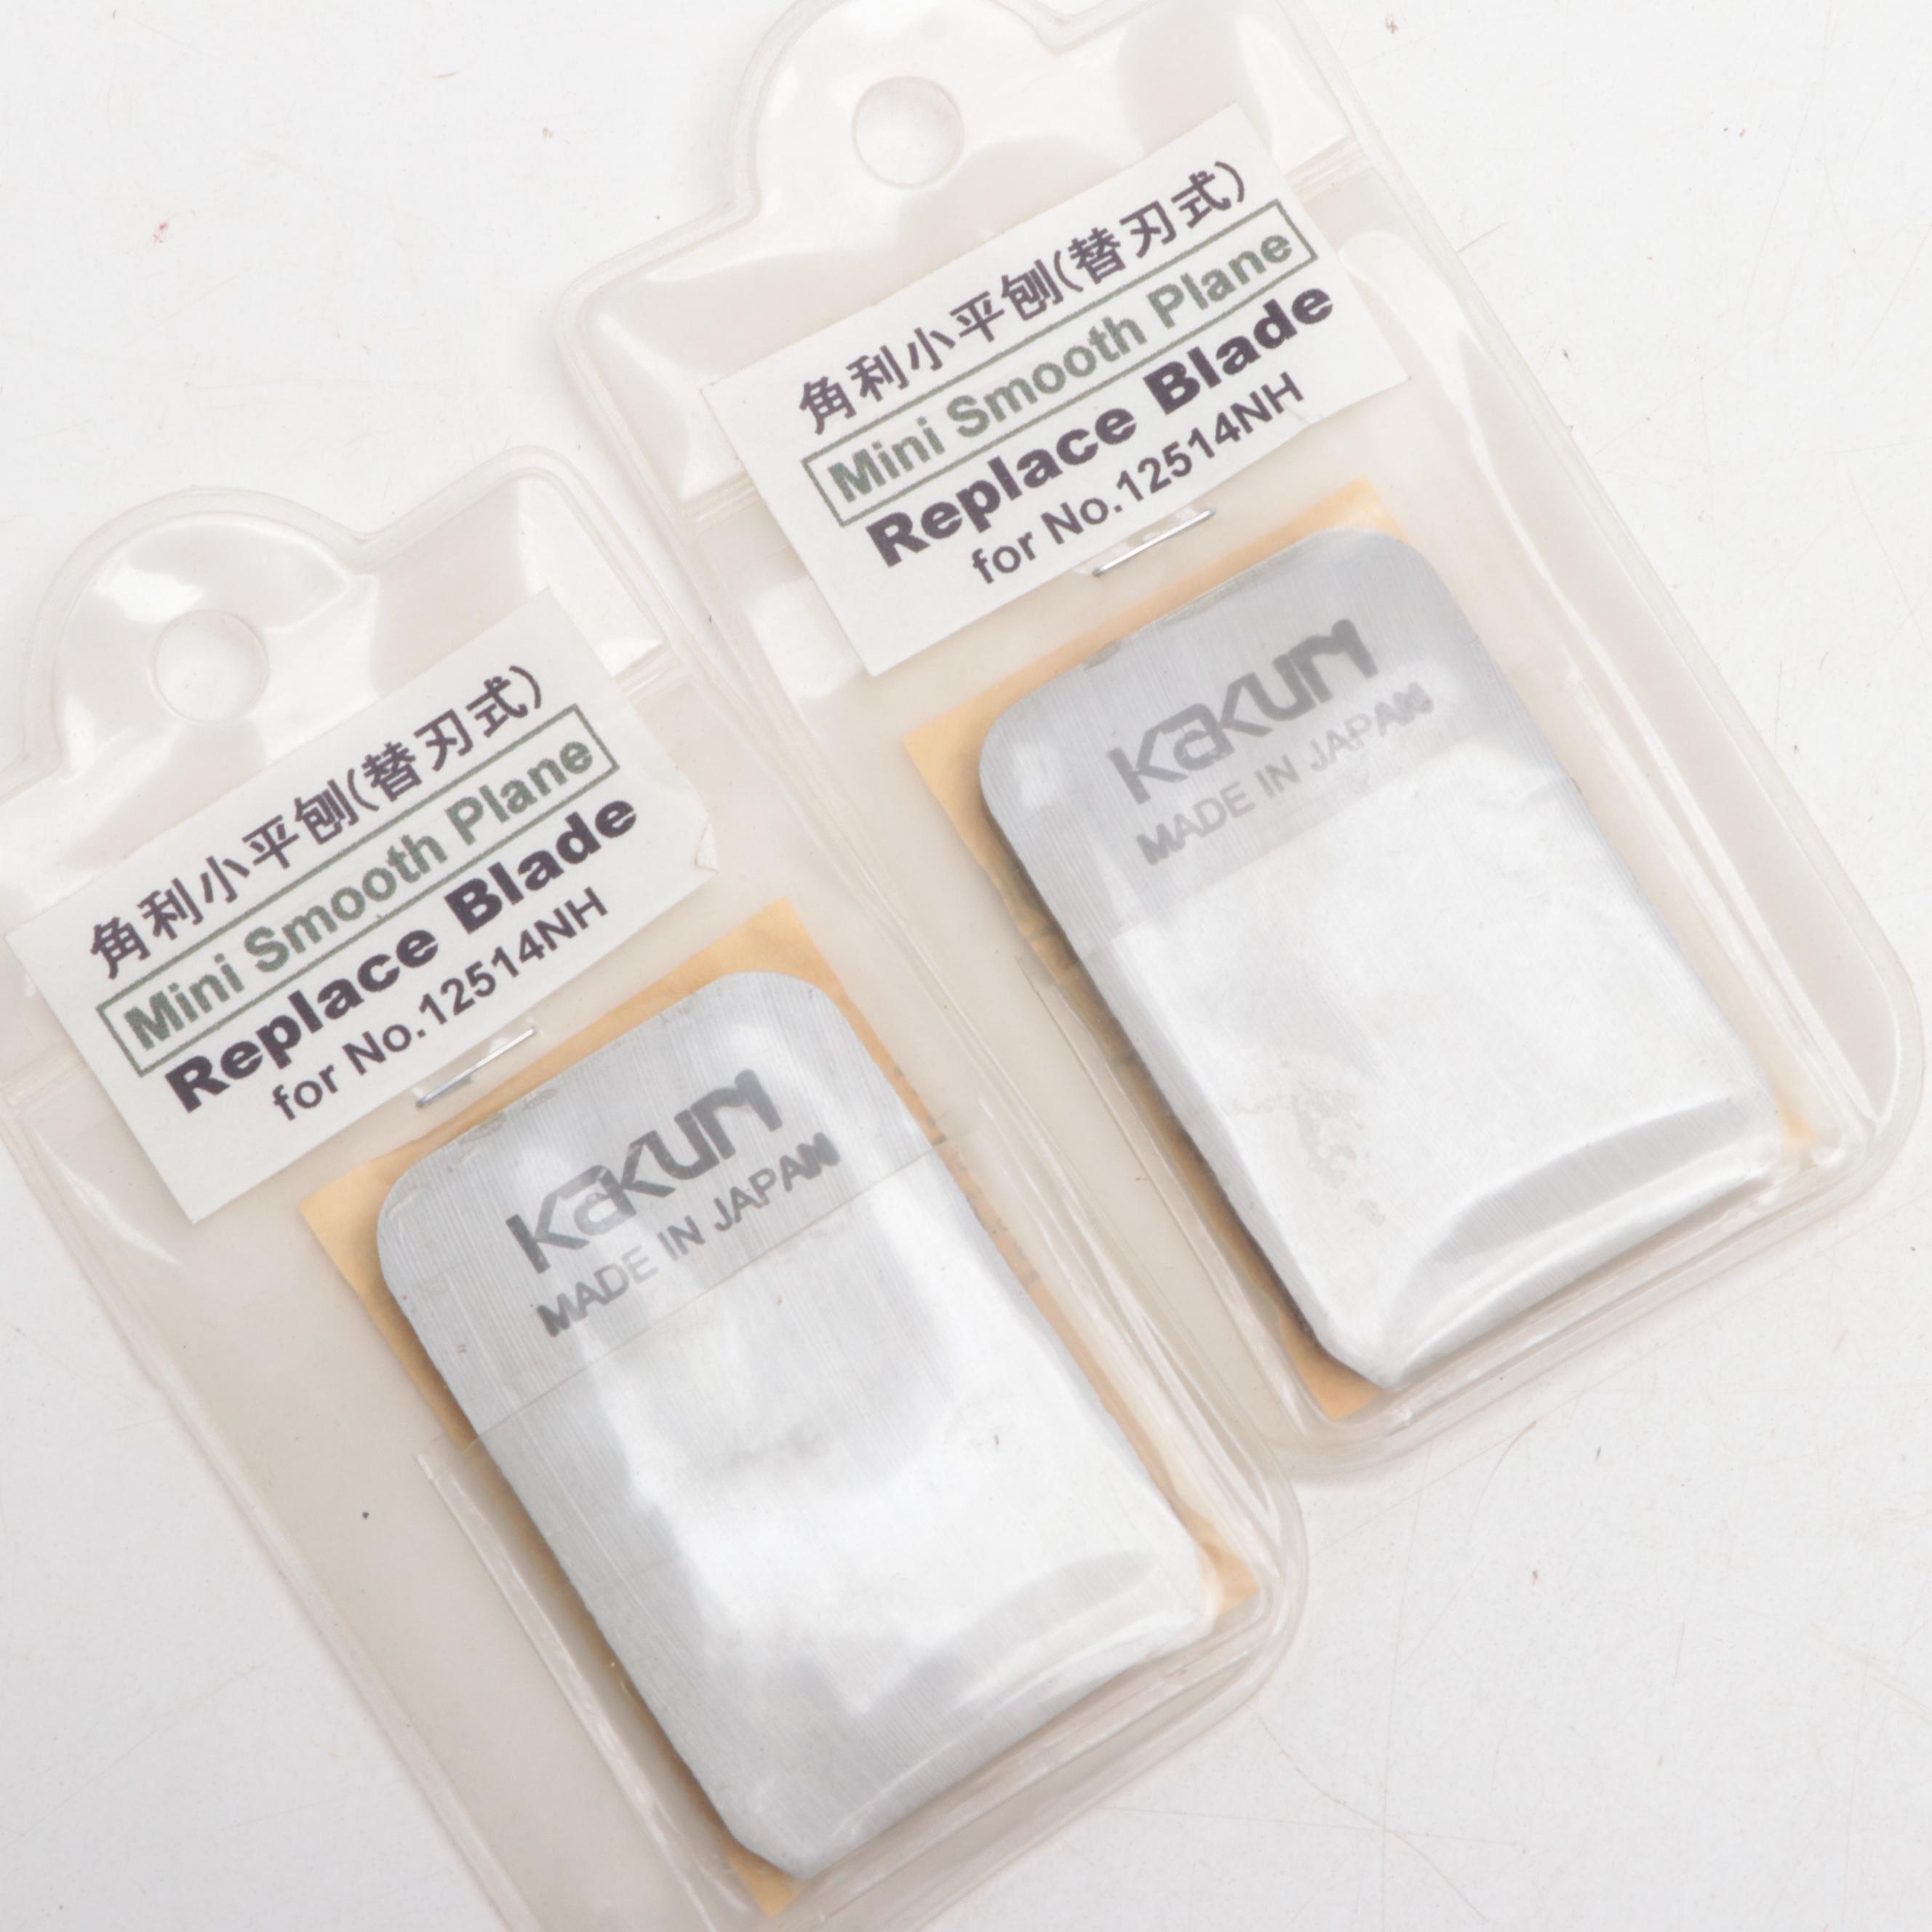 角利小平刨(替刃式)
Mini Smooth Plane
Replace Blade
for No.12514NH
KAKURI
MADE IN JAPAN
角利小平刨(替刃式)
Mini Smooth Plane
Replace Blade
for No.12514NH
KAKURI
MADE IN JAPAN